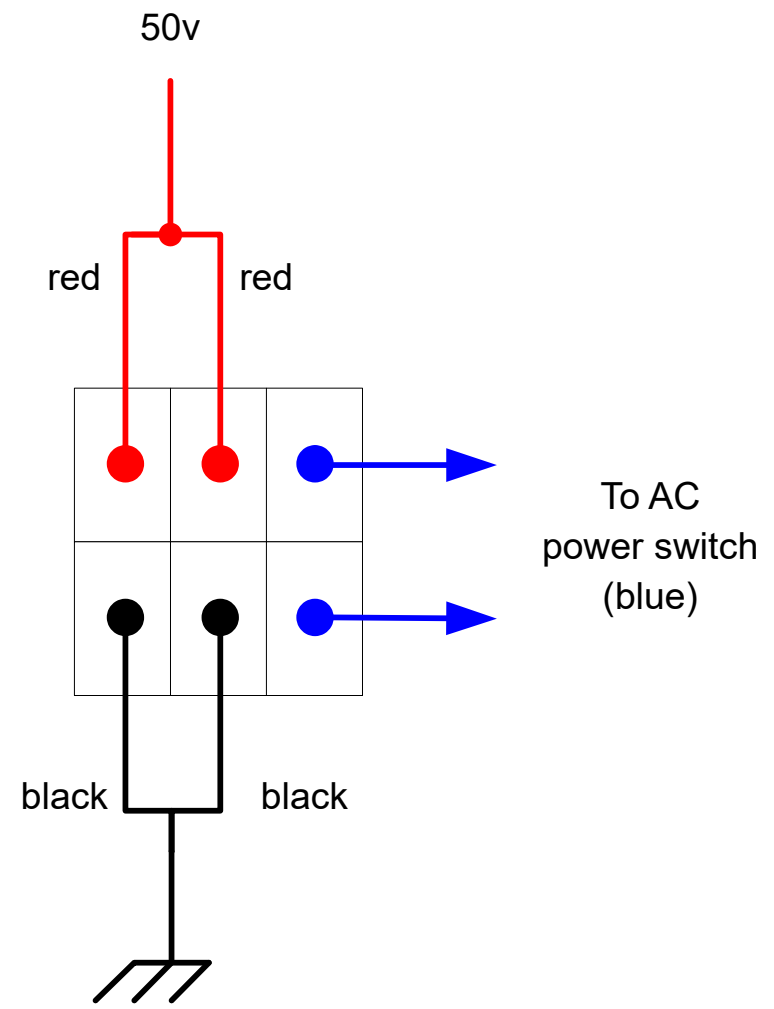 50v
red
red
To AC
power switch
(blue)
black
black